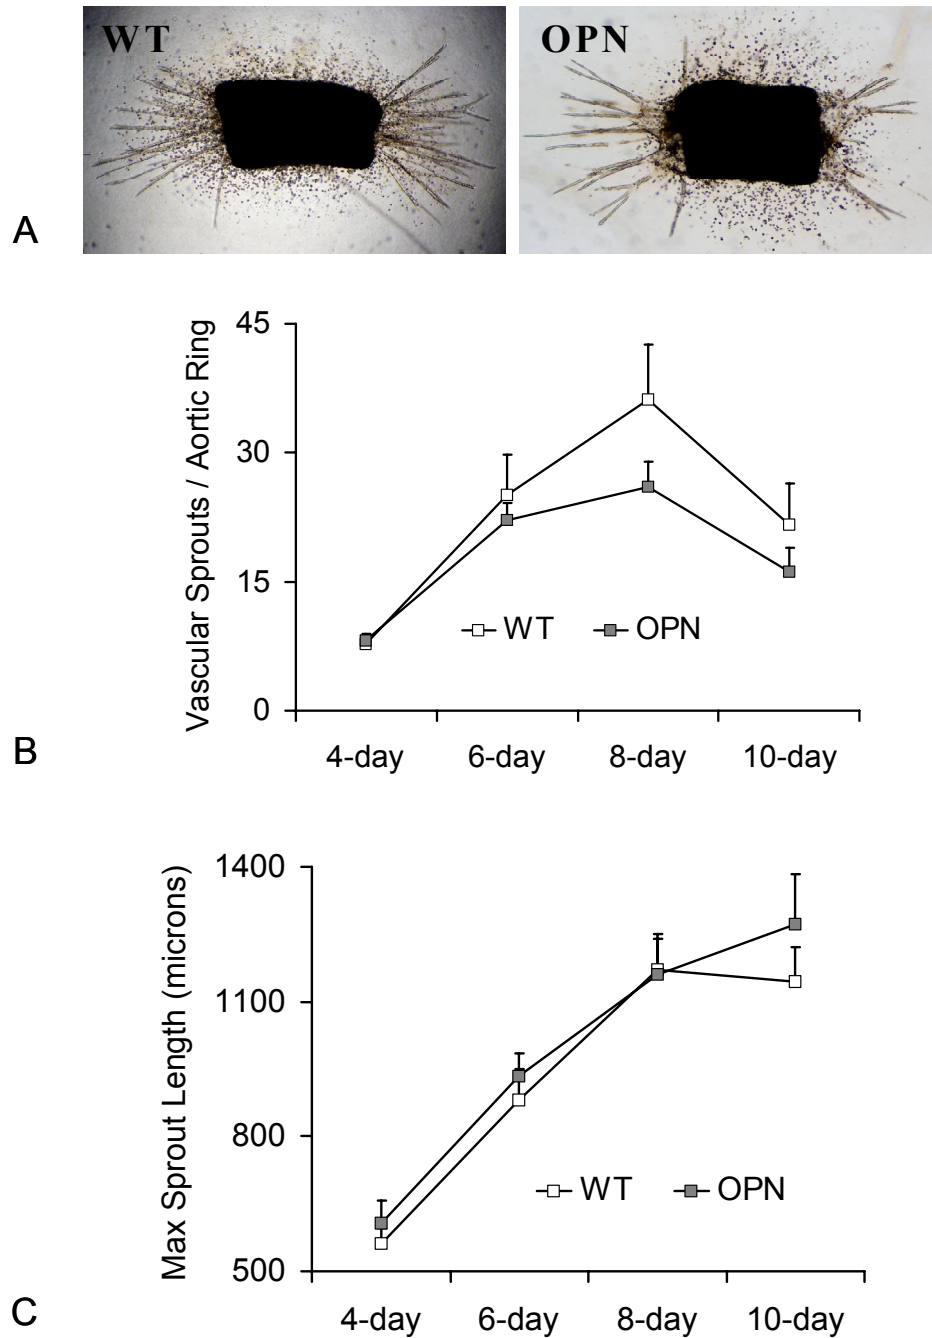 WT
OPN
A
Vascular Sprouts / Aortic Ring
45
30
15
0
WT
OPN
4-day
6-day
8-day
10-day
B
Max Sprout Length (microns)
1400
1100
800
500
WT
OPN
4-day
6-day
8-day
10-day
C